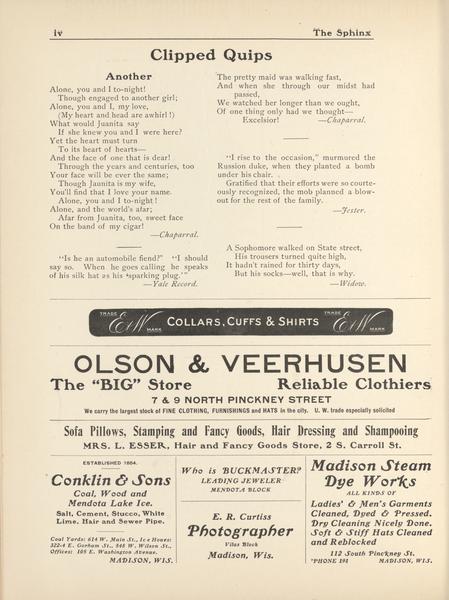 iv
The Sphinx
Clipped Quips
Another
Alone, you and I to-night!
Though engaged to another girl;
Alone, you and I, my love,
(My heart and head are awhirl!)
What would Juanita say
If she knew you and I were here?
Yet the heart must turn
To its heart of hearts—
And the face of one that is dear!
Through the years and centuries, too
Your face will be ever the same;
Though Jaunita is my wife,
You'll find that I love your name.
Alone, you and I to-night!
Alone, and the world's afar;
Afar from Juanita, too, sweet face
On the band of my cigar!
—Chaparral.
"Is he an automobile fiend?" "I should
say so. When he goes calling he speaks
of his silk hat as his 'sparking plug.'"
—Yale Record.
The pretty maid was walking fast,
And when she through our midst had
passed,
We watched her longer than we ought,
Of one thing only had we thought—
Excelsior! —Chaparral.
"I rise to the occasion," murmored the
Russion duke, when they planted a bomb
under his chair.
Gratified that their efforts were so courte-
ously recognized, the mob planned a blow-
out for the rest of the family.
—Jester.
A Sophomore walked on State street,
His trousers turned quite high,
It hadn't rained for thirty days,
But his socks—well, that is why.
—Widow.
TRADE E&W MARK COLLARS, CUFFS & SHIRTS TRADE E&W MARK
OLSON & VEERHUSEN
The "BIG" Store Reliable Clothiers
7 & 9 NORTH PINCKNEY STREET
We carry the largest stock of FINE CLOTHING, FURNISHINGS and HATS in the city. U. W. trade especially solicited
Sofa Pillows, Stamping and Fancy Goods, Hair Dressing and Shampooing
MRS. L. ESSER, Hair and Fancy Goods Store, 2 S. Carroll St.
ESTABLISHED 1864.
Conklin & Sons
Coal, Wood and
Mendota Lake Ice.
Salt, Cement, Stucco, White
Lime, Hair and Sewer Pipe.
Coal Yards: 614 W. Main St., Ice Houses:
322-4 E. Gorham St., 546 W. Wilson St.,
Offices: 105 E. Washington Avenue.
MADISON, WIS.
Who is BUCKMASTER?
LEADING JEWELER
MENDOTA BLOCK
E. R. Curtiss
Photographer
Vilas Block
Madison, Wis.
Madison Steam
Dye Works
ALL KINDS OF
Ladies' & Men's Garments
Cleaned, Dyed & Pressed.
Dry Cleaning Nicely Done.
Soft & Stiff Hats Cleaned
and Reblocked
112 South Pinckney St.
'PHONE 191 MADISON, WIS.